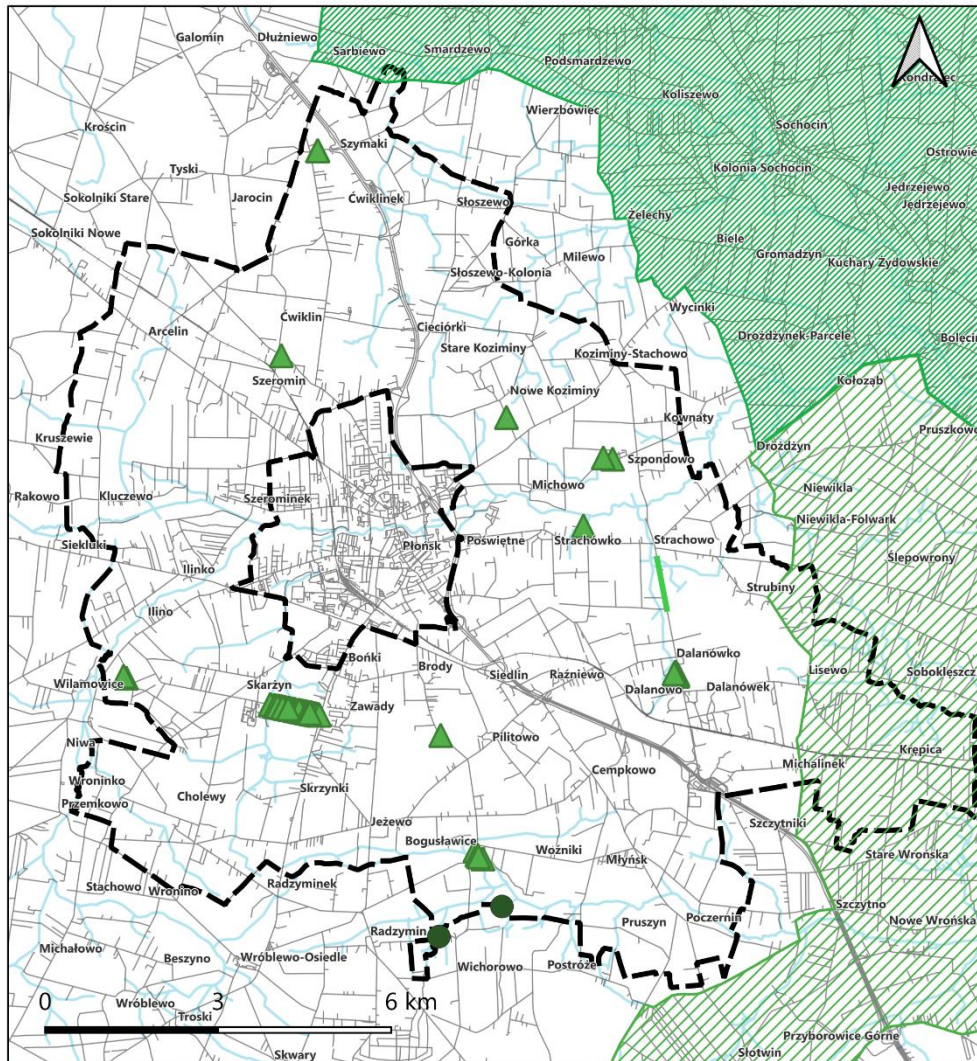 Galomin
Dłużniewo
Sarbiewo
Smardzewo
Podsmardzewo
Kondrajec
Koliszewo
Wierzbówiec
Krościn
Szymaki
Sochocin
Ostrowie
Tyski
Kolonia-Sochocin
Jędrzejewo
Jędrzejewo
Sokolniki Stare
Jarocin
Ćwiklinek
Słoszewo
Żelechy
Sokolniki Nowe
Górka
Biele
Milewo
Gromadzyn
Kuchary Żydowskie
Słoszewo-Kolonia
Wycinki
Ćwiklin
Arcelin
Cieciórki
Stare Koziminy
Drożdżynek-Parcele
Bolęcin
Koziminy-Stachowo
Szeromin
Nowe Koziminy
Kołoząb
Kownaty
Pruszkowo
Kruszewie
Dróżdżyn
Szpondowo
Rakowo
Kluczewo
Szerominek
Michowo
Niewikla
Niewikla-Folwark
Siekluki
Płońsk
Poświętne
Strachówko
Strachowo
Ślepowrony
Ilinko
Strubiny
Ilino
Bońki
Brody
Dalanówko
Lisewo
Sobokleszcz
Siedlin
Raźniewo
Wilamowice
Skarżyn
Dalanowo
Dalanówek
Zawady
Niwa
Pilitowo
Krępica
Michalinek
Wroninko
Cempkowo
Skrzynki
Przemkowo
Cholewy
Jeżewo
Szczytniki
Bogusławice
Woźniki
Młyńsk
Stare Wrońska
Stachowo
Wronino
Radzyminek
Szczytno
Nowe Wrońska
Radzymin
Pruszyn
Poczernin
Michałowo
Beszyno
Wróblewo-Osiedle
Wichorowo
Postróże
0 3 6 km
Wróblewo
Troski
Przyborowice Górne
Skwary
Słotwin